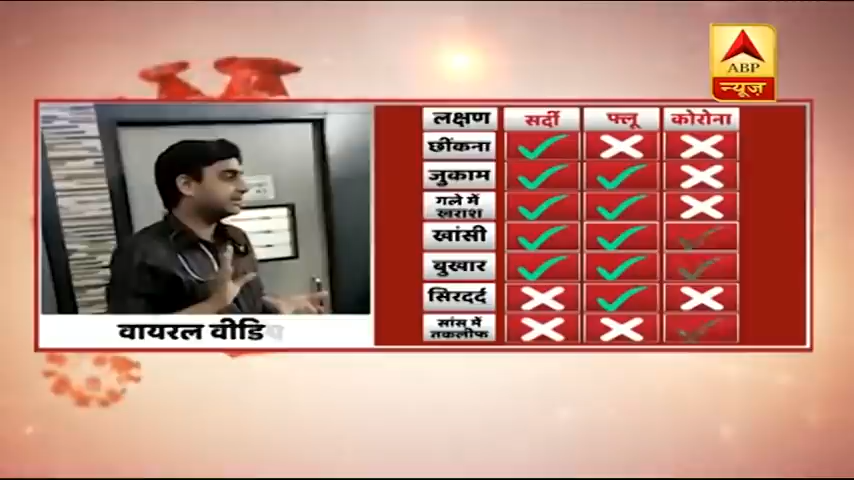 ABP
न्यूज़
लक्षण सर्दी फ्लू कोरोना
छींकना
जुकाम
गले में
खराश
खांसी
बुखार
सिरदर्द
सांस में
तकलीफ
वायरल वीडि